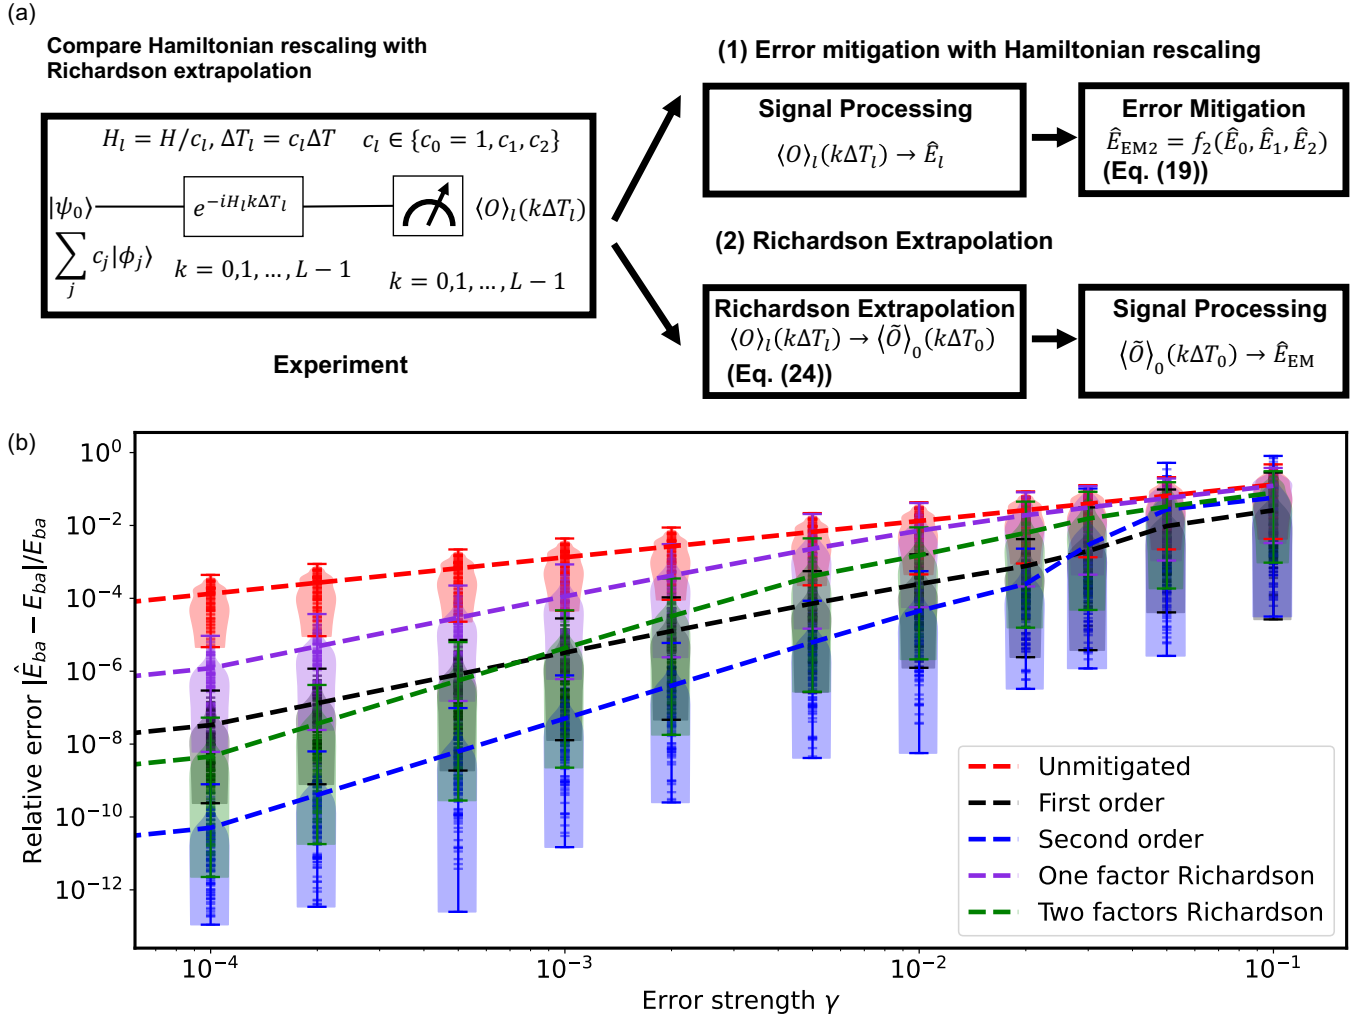 (a)
Compare Hamiltonian rescaling with
Richardson extrapolation
H_l = H/c_l, ΔT_l = c_lΔT   c_l ∈ {c_0 = 1, c_1, c_2}
|ψ_0⟩
e^{−iH_l kΔT_l}
⟨O⟩_l(kΔT_l)
∑_j c_j|ϕ_j⟩
k = 0,1, …, L − 1
k = 0,1, …, L − 1
Experiment
(1) Error mitigation with Hamiltonian rescaling
Signal Processing
⟨O⟩_l(kΔT_l) → Ê_l
Error Mitigation
Ê_EM2 = f_2(Ê_0, Ê_1, Ê_2)
(Eq. (19))
(2) Richardson Extrapolation
Richardson Extrapolation
⟨O⟩_l(kΔT_l) → ⟨Õ⟩_0(kΔT_0)
(Eq. (24))
Signal Processing
⟨Õ⟩_0(kΔT_0) → Ê_EM
(b)
Relative error |Ê_ba − E_ba|/E_ba
10^0
10^−2
10^−4
10^−6
10^−8
10^−10
10^−12
Unmitigated
First order
Second order
One factor Richardson
Two factors Richardson
10^−4
10^−3
10^−2
10^−1
Error strength γ